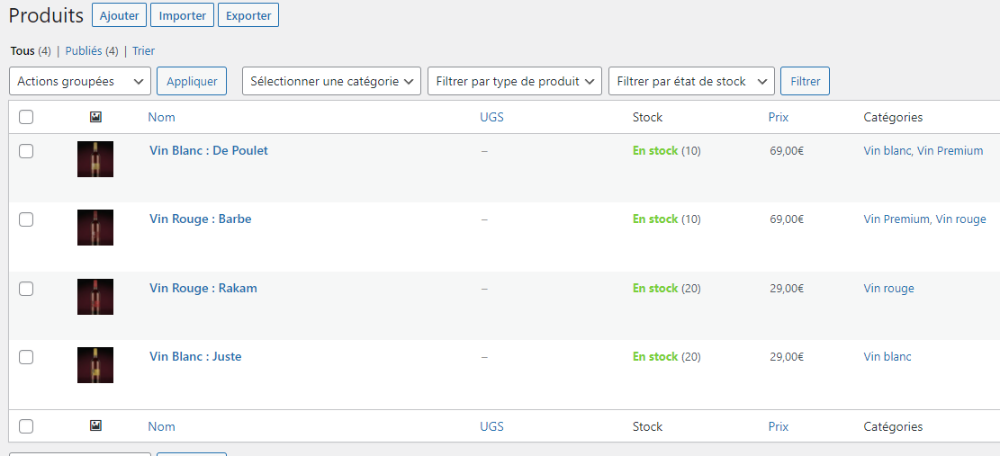 Produits Ajouter Importer Exporter
Tous (4) | Publiés (4) | Trier
Actions groupées Appliquer Sélectionner une catégorie Filtrer par type de produit Filtrer par état de stock Filtrer
Nom UGS Stock Prix Catégories
Vin Blanc : De Poulet – En stock (10) 69,00€ Vin blanc, Vin Premium
Vin Rouge : Barbe – En stock (10) 69,00€ Vin Premium, Vin rouge
Vin Rouge : Rakam – En stock (20) 29,00€ Vin rouge
Vin Blanc : Juste – En stock (20) 29,00€ Vin blanc
Nom UGS Stock Prix Catégories